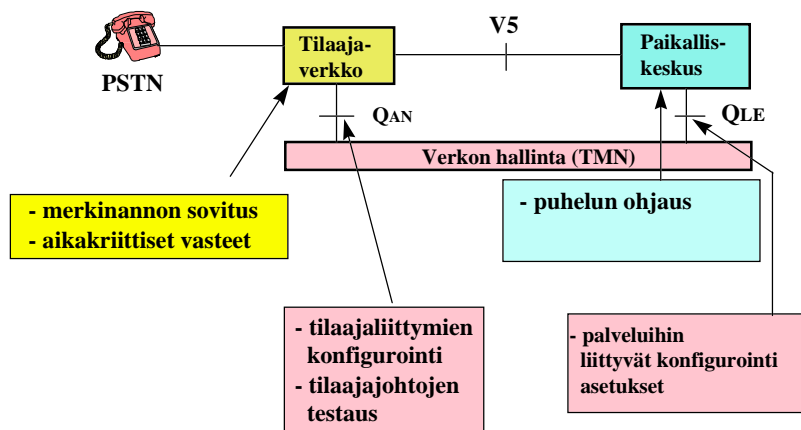 V5
PSTN
Tilaaja-
verkko
Paikallis-
keskus
QAN
QLE
Verkon hallinta (TMN)
- merkinannon sovitus
- aikakriittiset vasteet
- puhelun ohjaus
- tilaajaliittymien
konfigurointi
- tilaajajohtojen
testaus
- palveluihin
liittyvät konfigurointi
asetukset